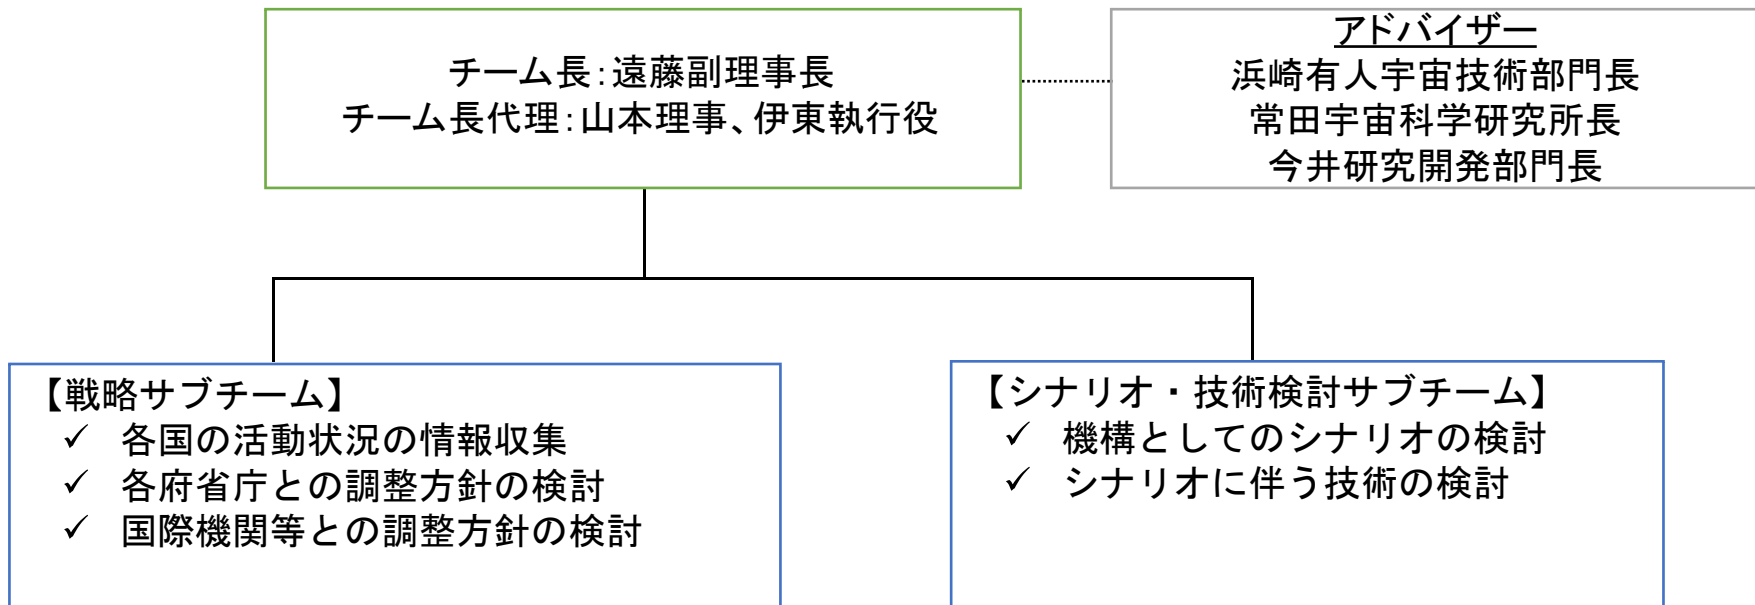 チーム長：遠藤副理事長
チーム長代理：山本理事、伊東執行役
アドバイザー
浜崎有人宇宙技術部門長
常田宇宙科学研究所長
今井研究開発部門長
【戦略サブチーム】
✓ 各国の活動状況の情報収集
✓ 各府省庁との調整方針の検討
✓ 国際機関等との調整方針の検討
【シナリオ・技術検討サブチーム】
✓ 機構としてのシナリオの検討
✓ シナリオに伴う技術の検討